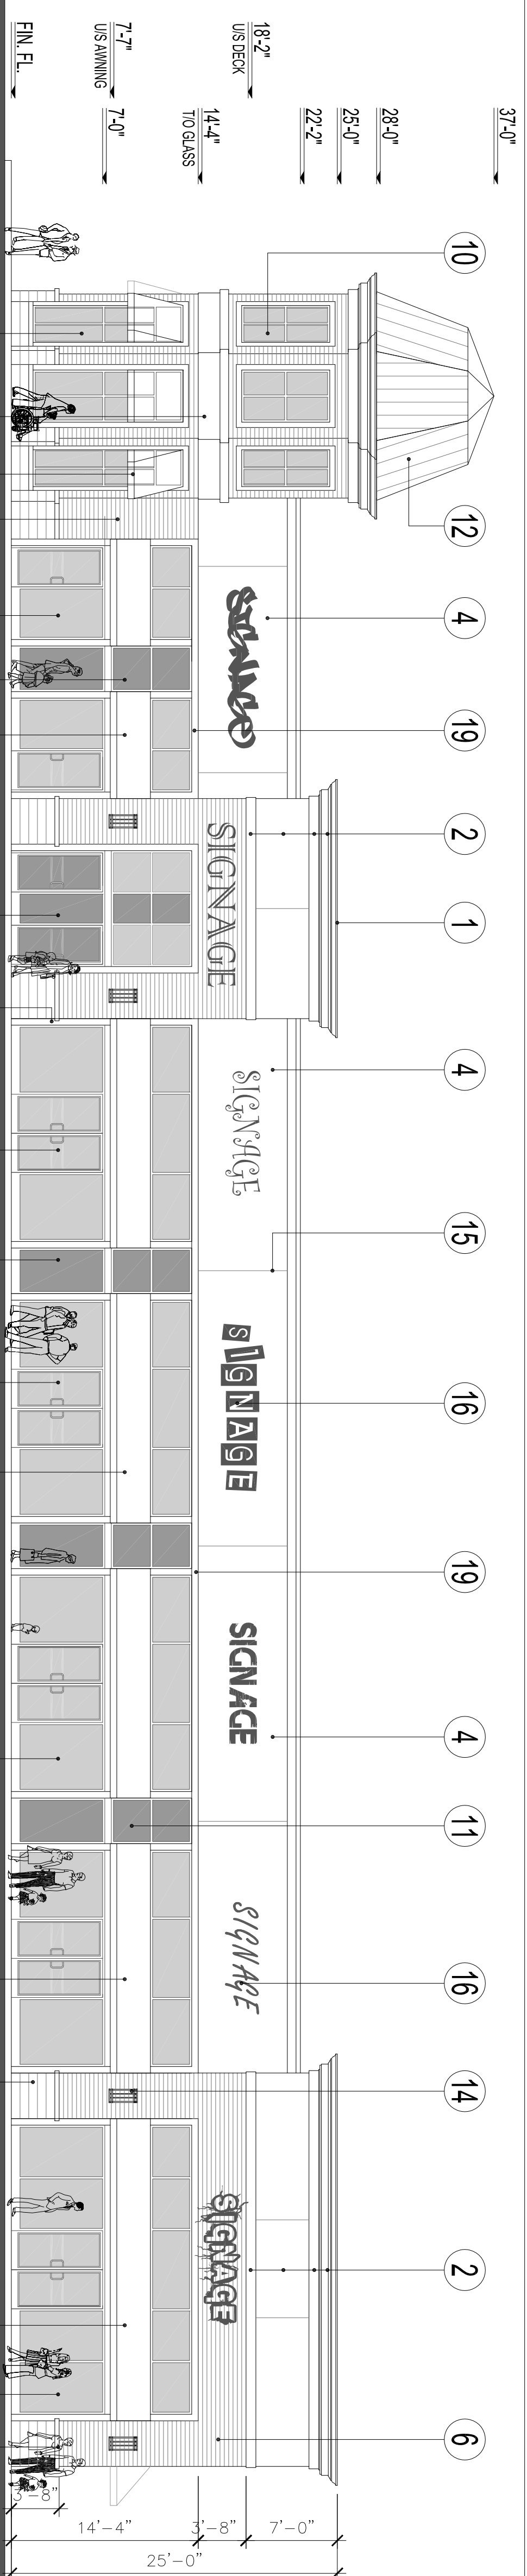 37'-0"
28'-0"
25'-0"
22'-2"
18'-2"
U/S DECK
14'-4"
T/O GLASS
7'-7"
U/S AWNING
7'-0"
FIN. FL.
10
12
4
19
2
1
4
15
16
19
4
11
16
14
2
6
SIGNAGE
SIGNAGE
SIGNAGE
SIGNAGE
SIGNAGE
SIGNAGE
SIGNAGE
3'-8"
14'-4"
3'-8"
7'-0"
25'-0"